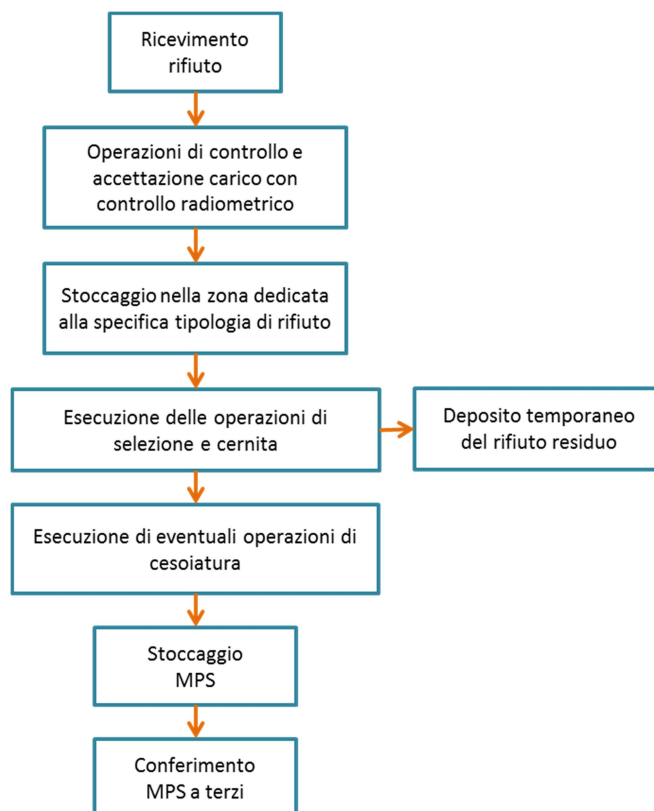 Ricevimento
rifiuto
Operazioni di controllo e
accettazione carico con
controllo radiometrico
Stoccaggio nella zona dedicata
alla specifica tipologia di rifiuto
Esecuzione delle operazioni di
selezione e cernita
Deposito temporaneo
del rifiuto residuo
Esecuzione di eventuali operazioni di
cesoiatura
Stoccaggio
MPS
Conferimento
MPS a terzi